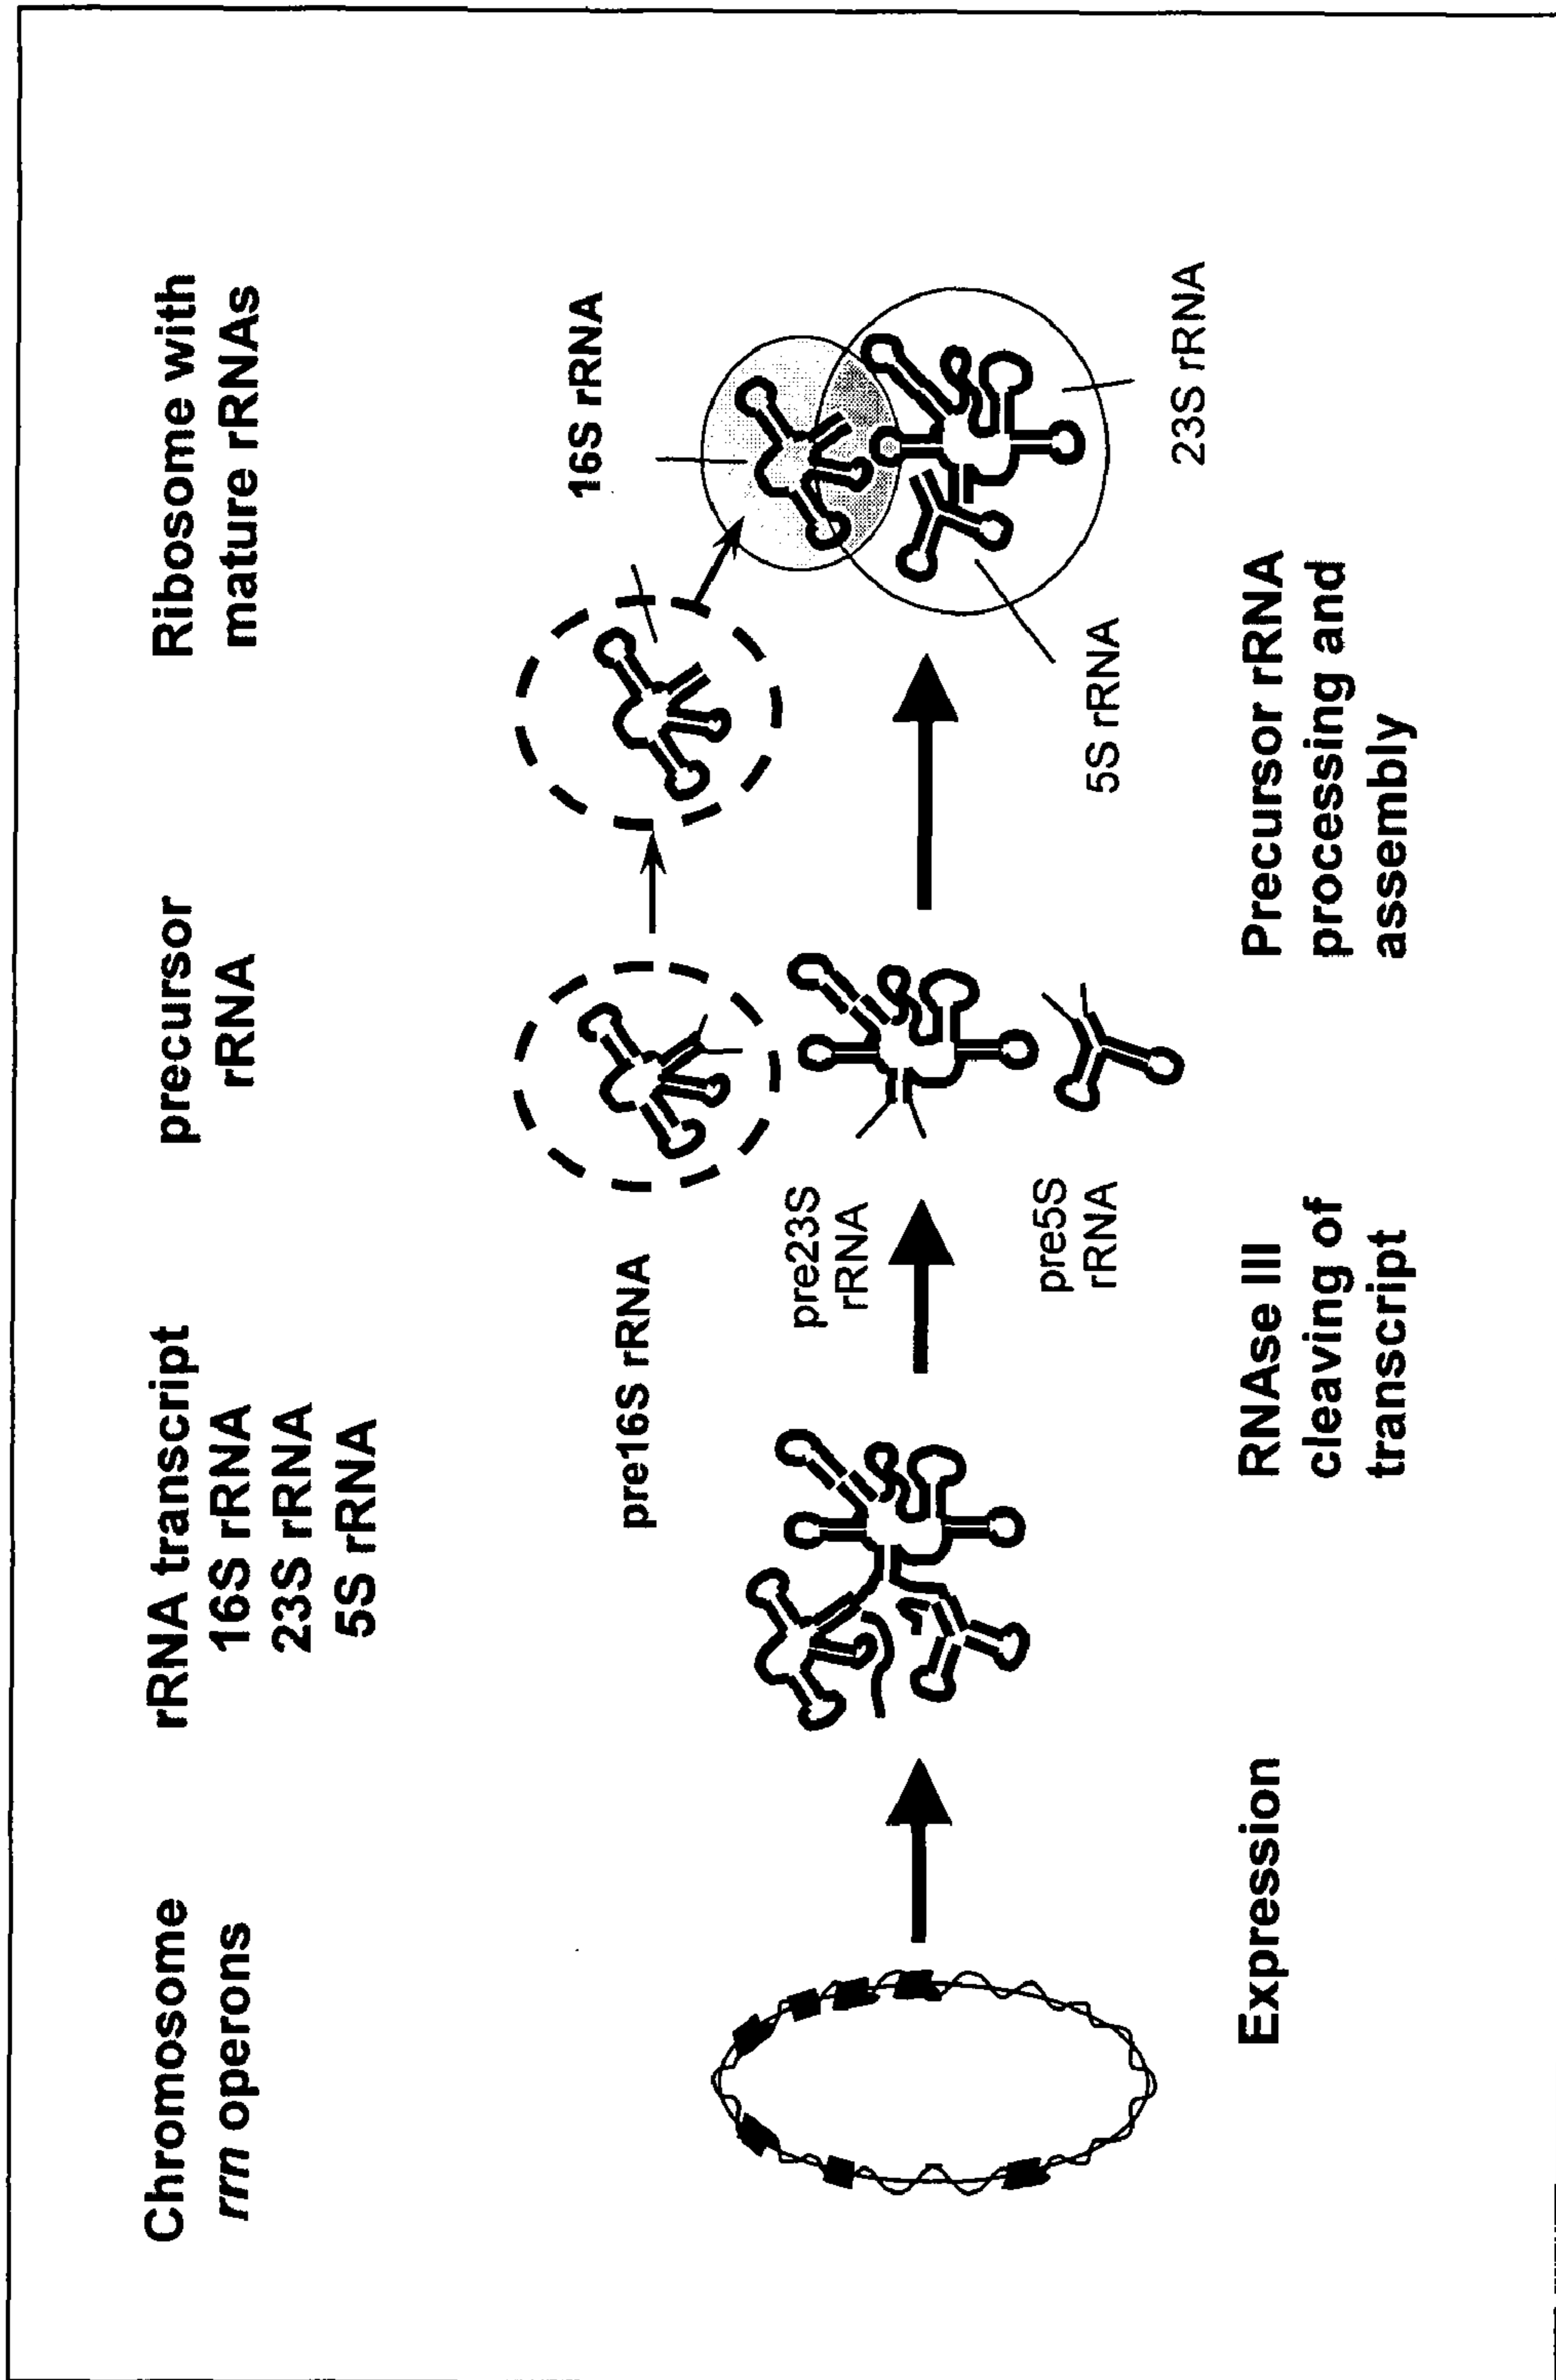 Chromosome
rrn operons
rRNA transcript
16S rRNA
23S rRNA
5S rRNA
precursor
rRNA
Ribosome with
mature rRNAs
pre16S rRNA
pre23S
rRNA
pre5S
rRNA
16S rRNA
5S rRNA
23S rRNA
Expression
RNAse III
cleaving of
transcript
Precursor rRNA
processing and
assembly